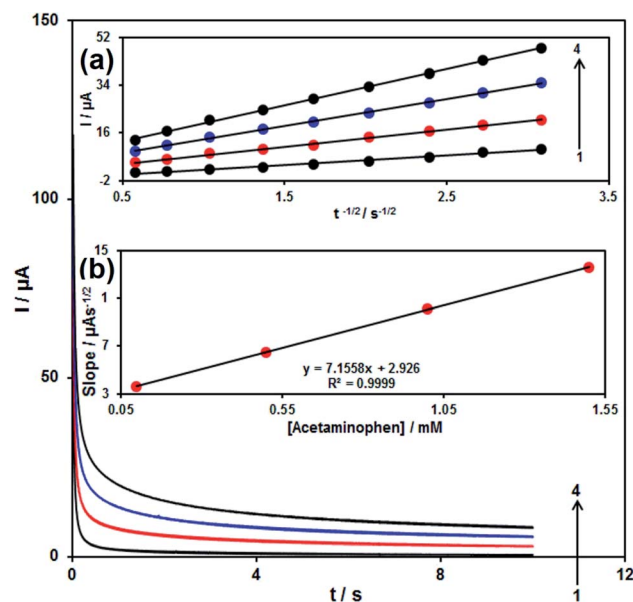 150
100
50
0
I / µA
0
4
8
12
t / s
4
1
(a)
52
34
16
-2
I / µA
0.5
1.5
2.5
3.5
t -1/2/ s-1/2
4
1
(b)
15
1
7
3
Slope / µAs-1/2
0.05
0.55
1.05
1.55
[Acetaminophen] / mM
y = 7.1558x + 2.926
R² = 0.9999